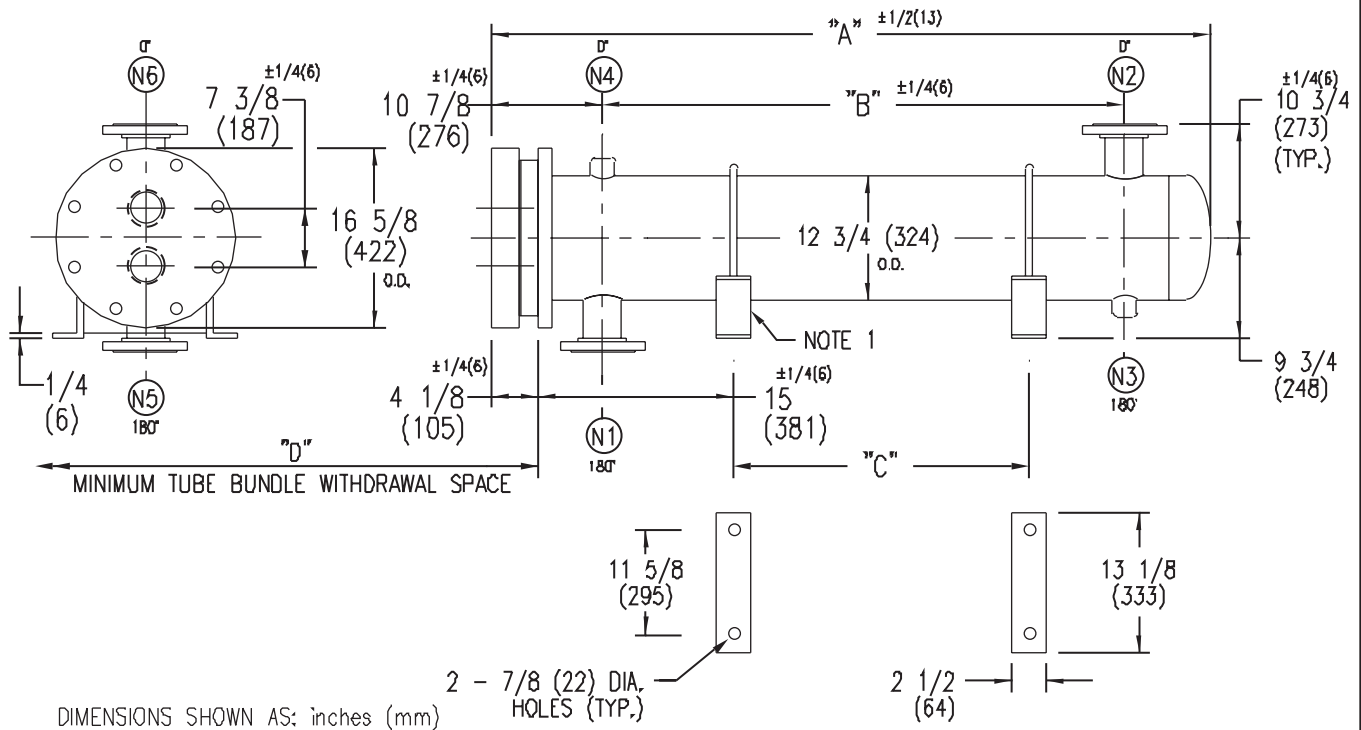 "A" ±1/2(13)
0°
N6
±1/4(6)
7 3/8
(187)
±1/4(6)
10 7/8
(276)
0°
N4
"B" ±1/4(6)
0°
N2
±1/4(6)
10 3/4
(273)
(TYP.)
16 5/8
(422)
O.D.
12 3/4 (324)
O.D.
NOTE 1
1/4
(6)
N5
180°
±1/4(6)
4 1/8
(105)
N1
180°
±1/4(6)
15
(381)
N3
180°
9 3/4
(248)
"D"
MINIMUM TUBE BUNDLE WITHDRAWAL SPACE
"C"
11 5/8
(295)
13 1/8
(333)
2 - 7/8 (22) DIA.
HOLES (TYP.)
2 1/2
(64)
DIMENSIONS SHOWN AS: inches (mm)